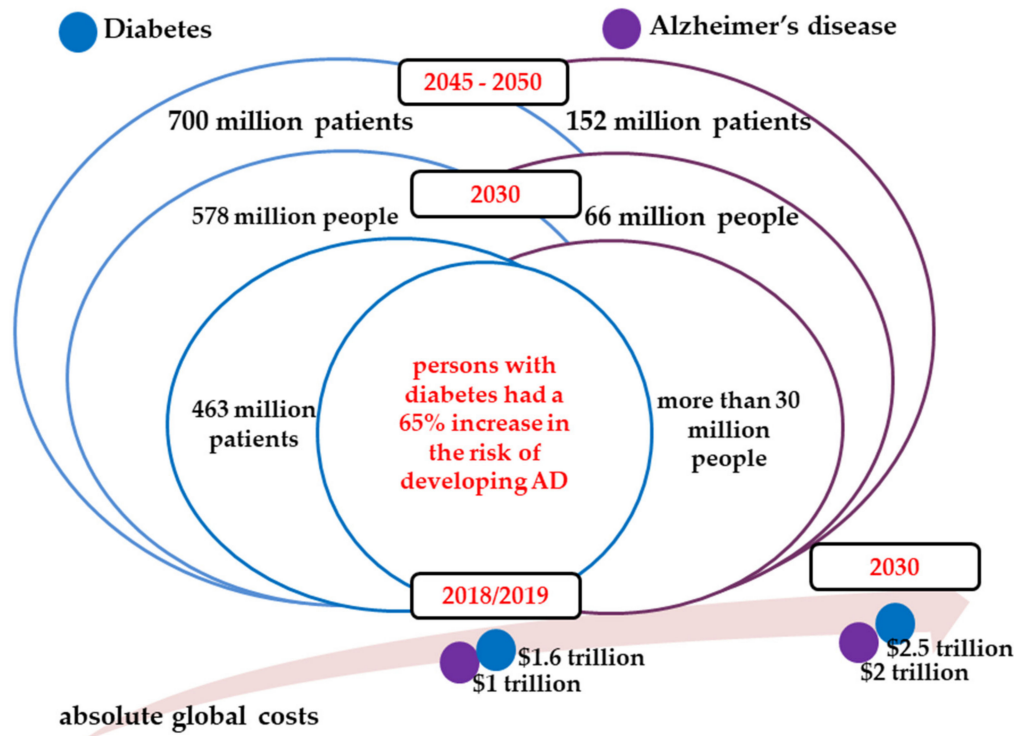 Diabetes
Alzheimer's disease
2045 - 2050
700 million patients
152 million patients
2030
578 million people
66 million people
persons with
diabetes had a
65% increase in
the risk of
developing AD
463 million
patients
more than 30
million
people
2018/2019
2030
$1.6 trillion
$1 trillion
$2.5 trillion
$2 trillion
absolute global costs